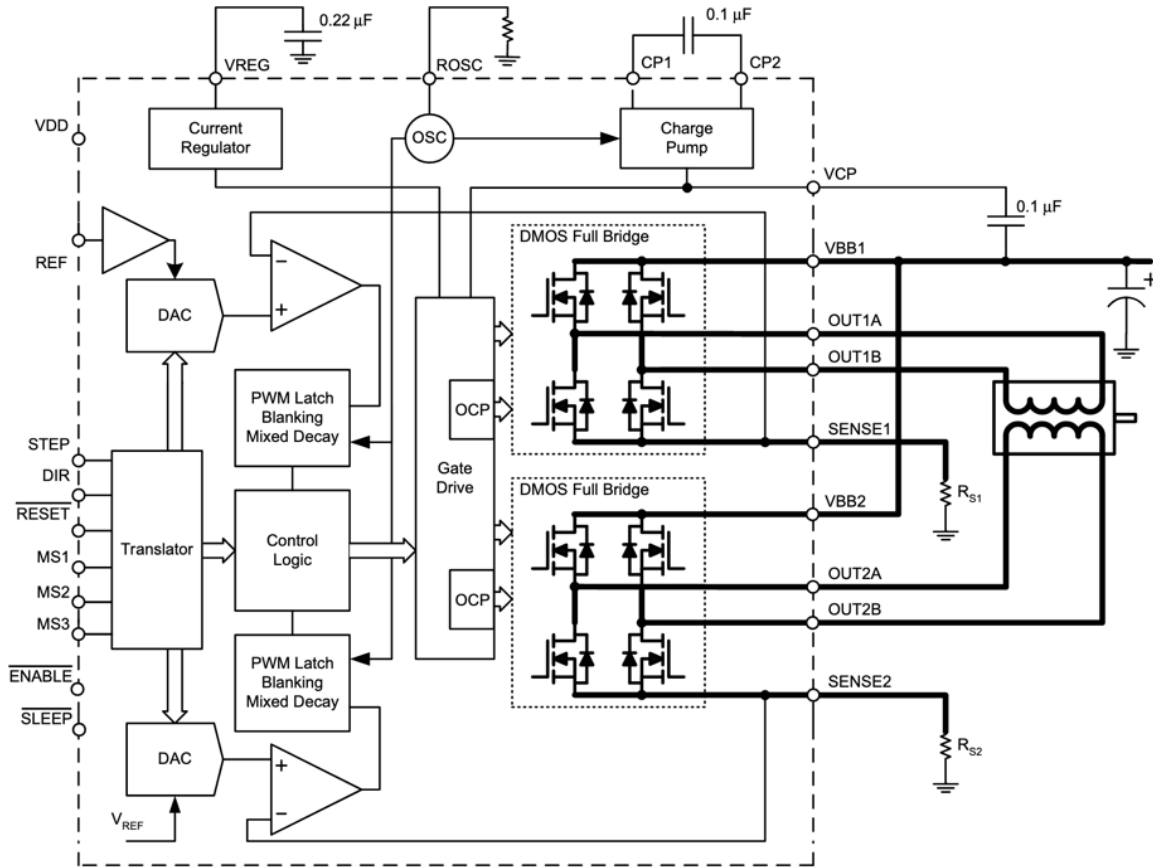 0.22 µF
0.1 µF
VREG
ROSC
CP1
CP2
VDD
Current
Regulator
OSC
Charge
Pump
VCP
0.1 µF
REF
DMOS Full Bridge
VBB1
+
−
+
DAC
OUT1A
OUT1B
PWM Latch
Blanking
Mixed Decay
OCP
SENSE1
STEP
DIR
RESET
MS1
MS2
MS3
ENABLE
SLEEP
Translator
Control
Logic
Gate
Drive
DMOS Full Bridge
RS1
VBB2
OUT2A
OUT2B
OCP
PWM Latch
Blanking
Mixed Decay
SENSE2
DAC
+
−
VREF
RS2